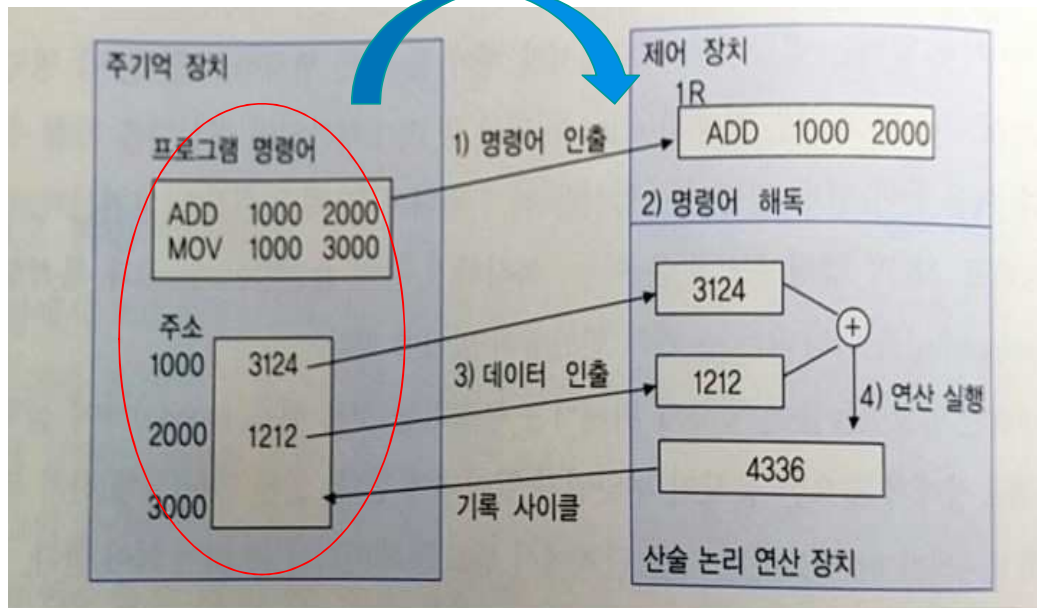 주기억 장치
프로그램 명령어
ADD 1000 2000
MOV 1000 3000
주소
1000 3124
2000 1212
3000
1) 명령어 인출
3) 데이터 인출
기록 사이클
제어 장치
1R
ADD 1000 2000
2) 명령어 해독
3124
+
1212
4) 연산 실행
4336
산술 논리 연산 장치